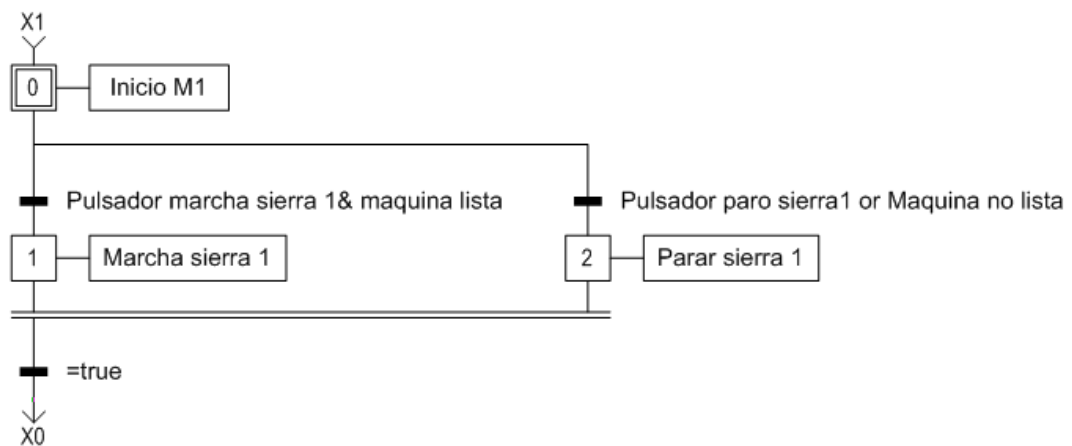 X1
0
Inicio M1
Pulsador marcha sierra 1& maquina lista
Pulsador paro sierra1 or Maquina no lista
1
Marcha sierra 1
2
Parar sierra 1
=true
X0